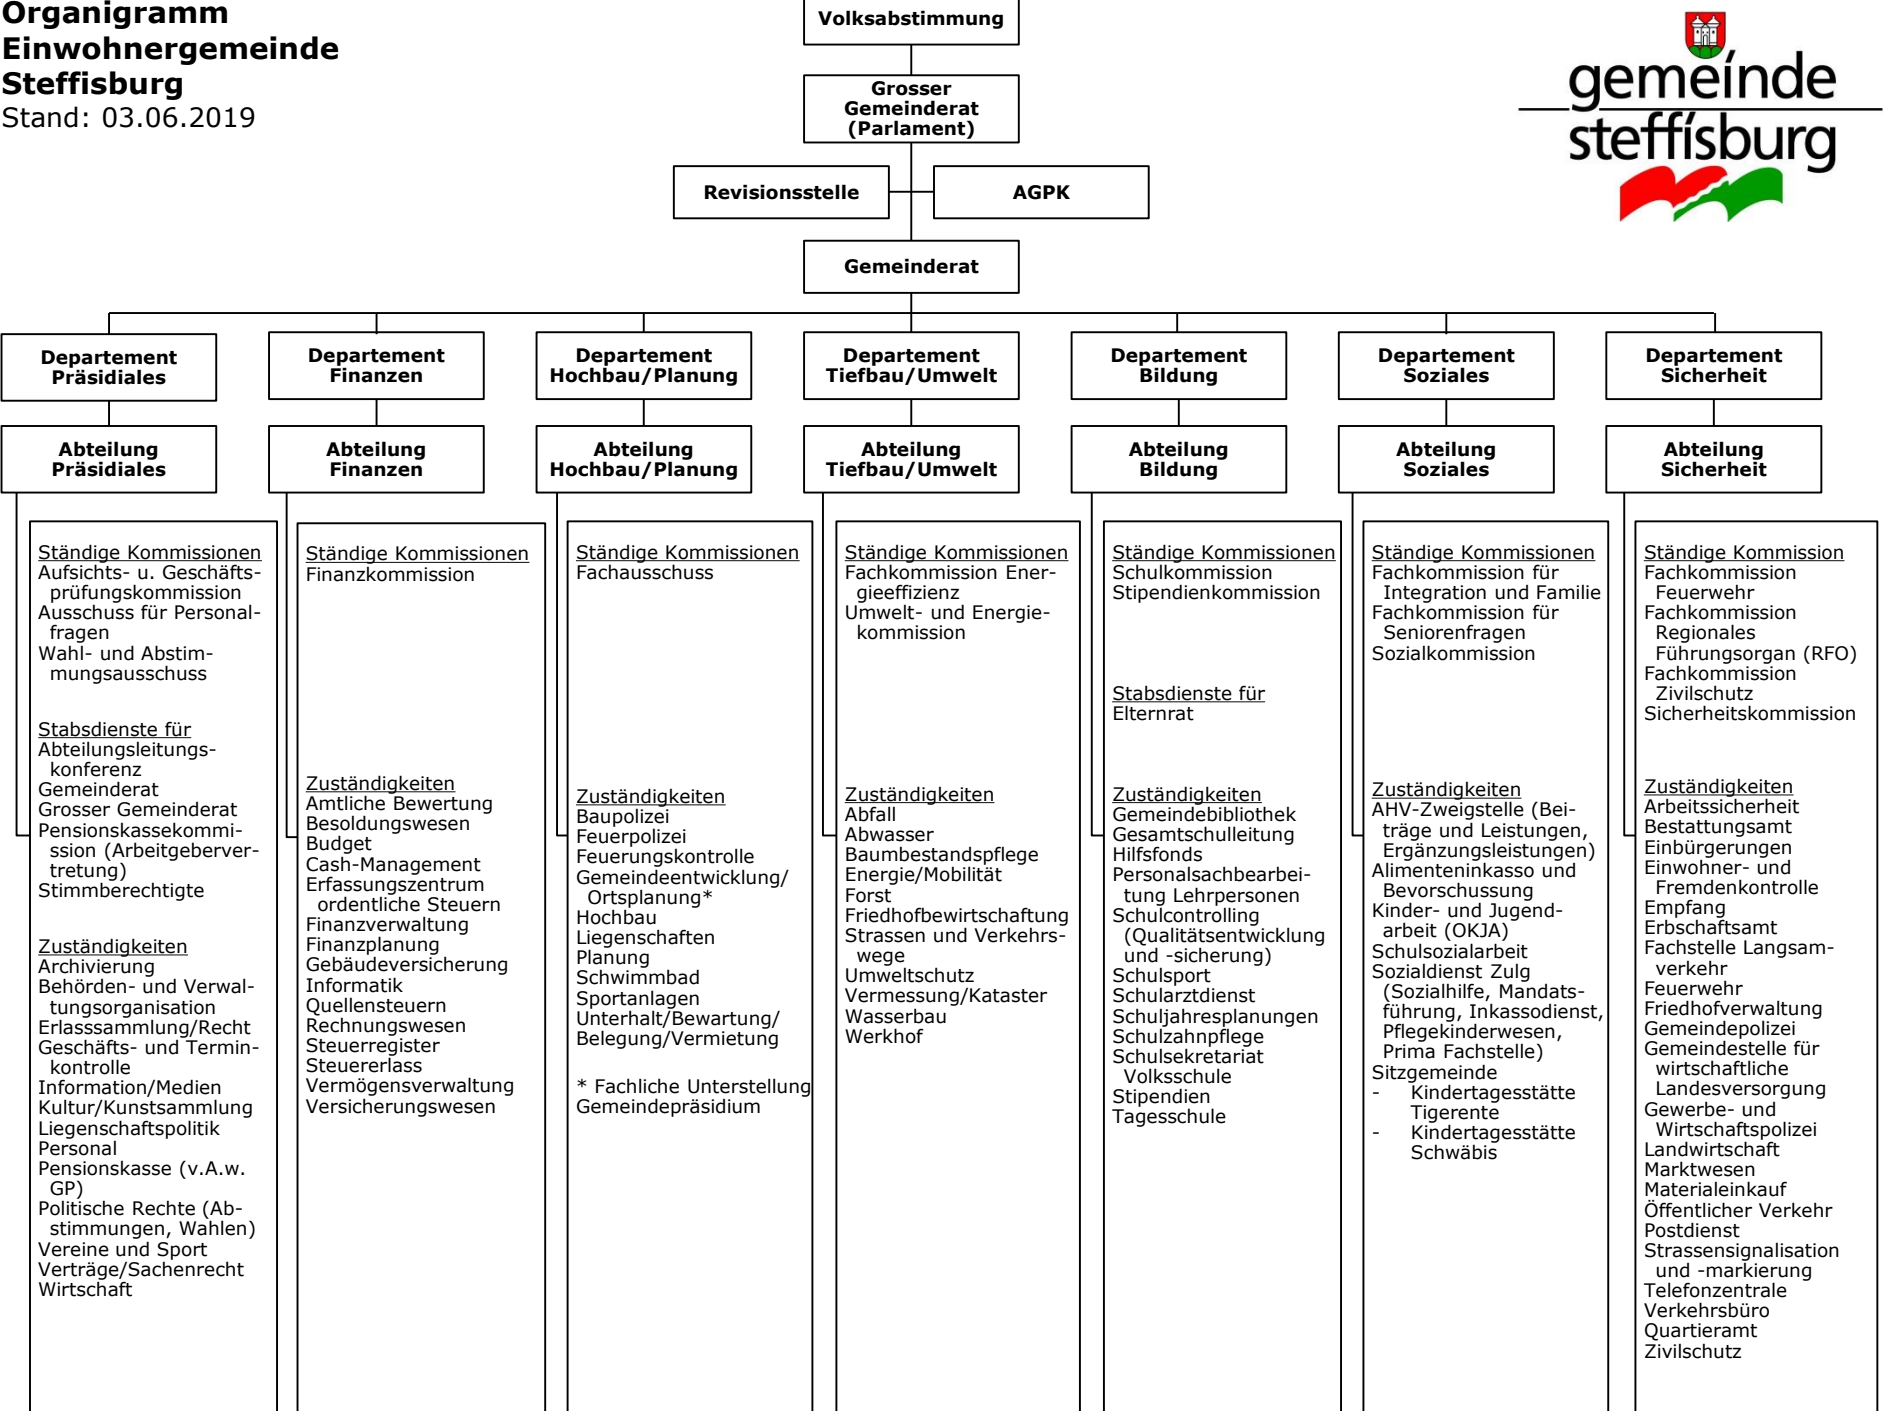 Organigramm
Einwohnergemeinde
Steffisburg
Stand: 03.06.2019
Volksabstimmung
Grosser
Gemeinderat
(Parlament)
gemeínde
steffísburg
Revisionsstelle
AGPK
Gemeinderat
Departement
Präsidiales
Departement
Finanzen
Departement
Hochbau/Planung
Departement
Tiefbau/Umwelt
Departement
Bildung
Departement
Soziales
Departement
Sicherheit
Abteilung
Präsidiales
Abteilung
Finanzen
Abteilung
Hochbau/Planung
Abteilung
Tiefbau/Umwelt
Abteilung
Bildung
Abteilung
Soziales
Abteilung
Sicherheit
Ständige Kommissionen
Aufsichts- u. Geschäfts-
prüfungskommission
Ausschuss für Personal-
fragen
Wahl- und Abstim-
mungsausschuss
Stabsdienste für
Abteilungsleitungs-
konferenz
Gemeinderat
Grosser Gemeinderat
Pensionskassekommi-
ssion (Arbeitgeberver-
tretung)
Stimmberechtigte
Zuständigkeiten
Archivierung
Behörden- und Verwal-
tungsorganisation
Erlasssammlung/Recht
Geschäfts- und Termin-
kontrolle
Information/Medien
Kultur/Kunstsammlung
Liegenschaftspolitik
Personal
Pensionskasse (v.A.w.
GP)
Politische Rechte (Ab-
stimmungen, Wahlen)
Vereine und Sport
Verträge/Sachenrecht
Wirtschaft
Ständige Kommissionen
Finanzkommission
Zuständigkeiten
Amtliche Bewertung
Besoldungswesen
Budget
Cash-Management
Erfassungszentrum
ordentliche Steuern
Finanzverwaltung
Finanzplanung
Gebäudeversicherung
Informatik
Quellensteuern
Rechnungswesen
Steuerregister
Steuererlass
Vermögensverwaltung
Versicherungswesen
Ständige Kommissionen
Fachausschuss
Zuständigkeiten
Baupolizei
Feuerpolizei
Feuerungskontrolle
Gemeindeentwicklung/
Ortsplanung*
Hochbau
Liegenschaften
Planung
Schwimmbad
Sportanlagen
Unterhalt/Bewartung/
Belegung/Vermietung
* Fachliche Unterstellung
Gemeindepräsidium
Ständige Kommissionen
Fachkommission Ener-
gieeffizienz
Umwelt- und Energie-
kommission
Zuständigkeiten
Abfall
Abwasser
Baumbestandspflege
Energie/Mobilität
Forst
Friedhofbewirtschaftung
Strassen und Verkehrs-
wege
Umweltschutz
Vermessung/Kataster
Wasserbau
Werkhof
Ständige Kommissionen
Schulkommission
Stipendienkommission
Stabsdienste für
Elternrat
Zuständigkeiten
Gemeindebibliothek
Gesamtschulleitung
Hilfsfonds
Personalsachbearbei-
tung Lehrpersonen
Schulcontrolling
(Qualitätsentwicklung
und -sicherung)
Schulsport
Schularztdienst
Schuljahresplanungen
Schulzahnpflege
Schulsekretariat
Volksschule
Stipendien
Tagesschule
Ständige Kommissionen
Fachkommission für
Integration und Familie
Fachkommission für
Seniorenfragen
Sozialkommission
Zuständigkeiten
AHV-Zweigstelle (Bei-
träge und Leistungen,
Ergänzungsleistungen)
Alimenteninkasso und
Bevorschussung
Kinder- und Jugend-
arbeit (OKJA)
Schulsozialarbeit
Sozialdienst Zulg
(Sozialhilfe, Mandats-
führung, Inkassodienst,
Pflegekinderwesen,
Prima Fachstelle)
Sitzgemeinde
- Kindertagesstätte
Tigerente
- Kindertagesstätte
Schwäbis
Ständige Kommission
Fachkommission
Feuerwehr
Fachkommission
Regionales
Führungsorgan (RFO)
Fachkommission
Zivilschutz
Sicherheitskommission
Zuständigkeiten
Arbeitssicherheit
Bestattungsamt
Einbürgerungen
Einwohner- und
Fremdenkontrolle
Empfang
Erbschaftsamt
Fachstelle Langsam-
verkehr
Feuerwehr
Friedhofverwaltung
Gemeindepolizei
Gemeindestelle für
wirtschaftliche
Landesversorgung
Gewerbe- und
Wirtschaftspolizei
Landwirtschaft
Marktwesen
Materialeinkauf
Öffentlicher Verkehr
Postdienst
Strassensignalisation
und -markierung
Telefonzentrale
Verkehrsbüro
Quartieramt
Zivilschutz